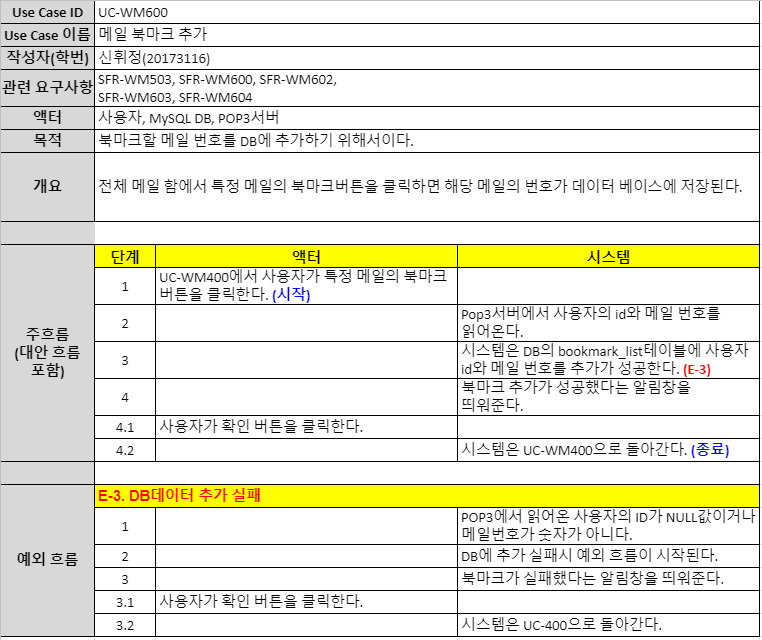 Use Case ID UC-WM600
Use Case 이름 메일 북마크 추가
작성자(학번) 신휘정(20173116)
관련 요구사항 SFR-WM503, SFR-WM600, SFR-WM602,
SFR-WM603, SFR-WM604
액터 사용자, MySQL DB, POP3서버
목적 북마크할 메일 번호를 DB에 추가하기 위해서이다.
개요 전체 메일 함에서 특정 메일의 북마크버튼을 클릭하면 해당 메일의 번호가 데이터 베이스에 저장된다.
주흐름
(대안 흐름
포함)
단계 액터 시스템
1 UC-WM400에서 사용자가 특정 메일의 북마크
버튼을 클릭한다. (시작)
2 Pop3서버에서 사용자의 id와 메일 번호를
읽어온다.
3 시스템은 DB의 bookmark_list테이블에 사용자
id와 메일 번호를 추가가 성공한다. (E-3)
4 북마크 추가가 성공했다는 알림창을
띄워준다.
4.1 사용자가 확인 버튼을 클릭한다.
4.2 시스템은 UC-WM400으로 돌아간다. (종료)
예외 흐름
E-3. DB데이터 추가 실패
1 POP3에서 읽어온 사용자의 ID가 NULL값이거나
메일번호가 숫자가 아니다.
2 DB에 추가 실패시 예외 흐름이 시작된다.
3 북마크가 실패했다는 알림창을 띄워준다.
3.1 사용자가 확인 버튼을 클릭한다.
3.2 시스템은 UC-400으로 돌아간다.